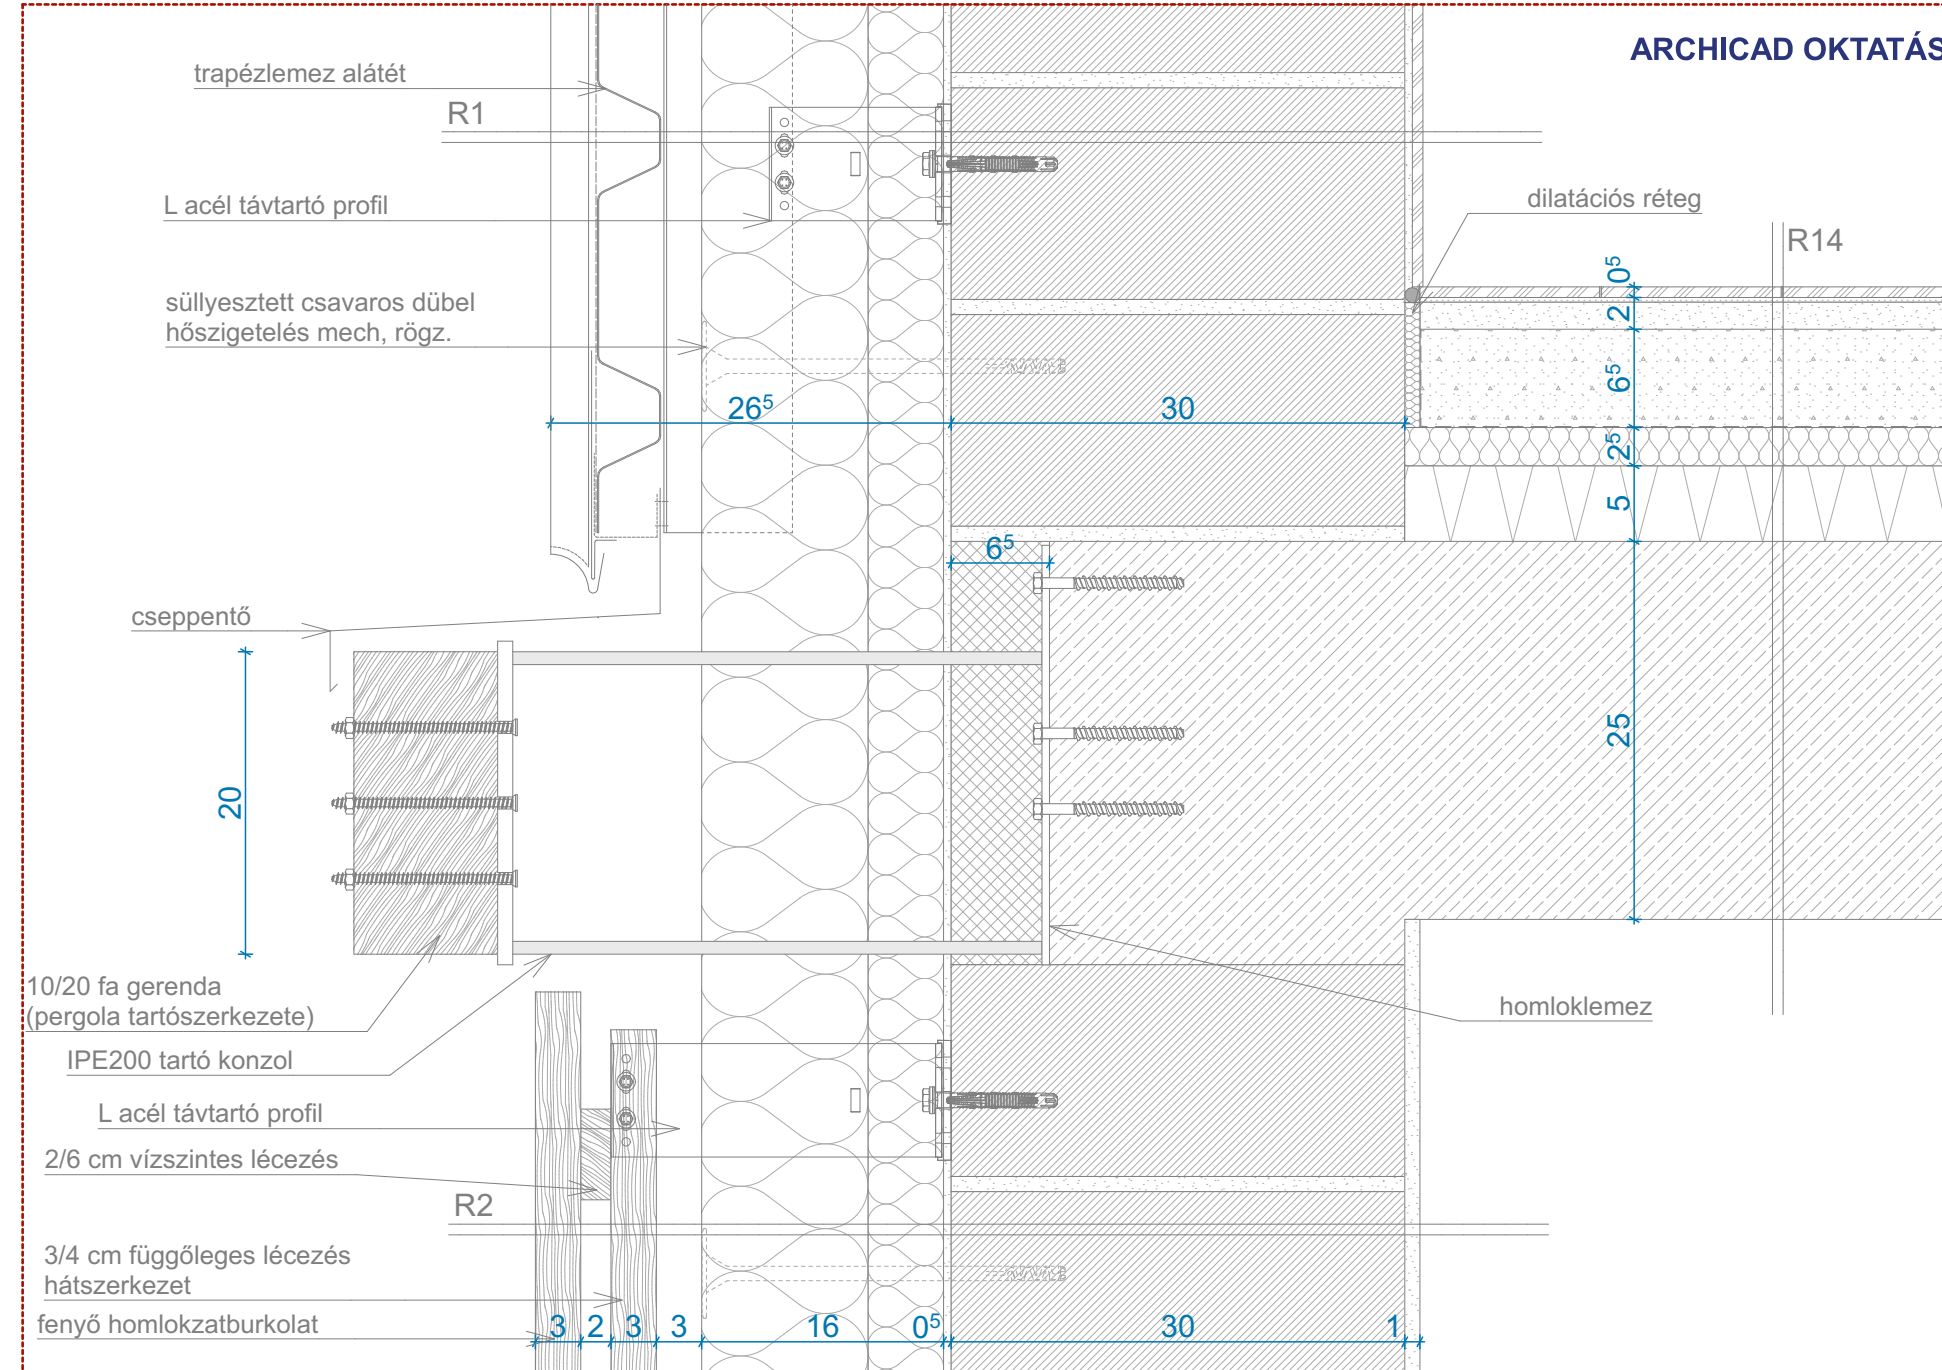 ARCHICAD OKTATÁS
trapézlemez alátét
R1
L acél távtartó profil
dilatációs réteg
R14
süllyesztett csavaros dübel
hőszigetelés mech, rögz.
0⁵
2
6⁵
2⁵
5
25
26⁵
30
6⁵
cseppentő
20
10/20 fa gerenda
(pergola tartószerkezete)
IPE200 tartó konzol
homloklemez
L acél távtartó profil
2/6 cm vízszintes lécezés
R2
3/4 cm függőleges lécezés
hátszerkezet
fenyő homlokzatburkolat
3 2 3 3 16 0⁵ 30 1